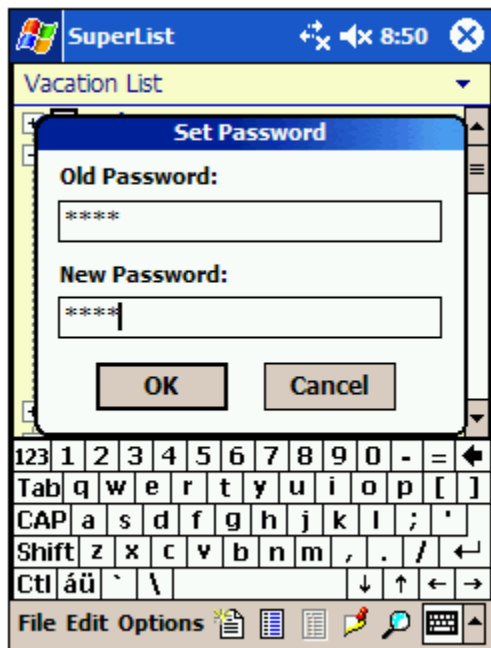 SuperList 8:50
Vacation List
Set Password
Old Password:
****
New Password:
****
OK Cancel
123 1 2 3 4 5 6 7 8 9 0 - =
Tab q w e r t y u i o p [ ]
CAP a s d f g h j k l ; '
Shift z x c v b n m , . /
Ctl áü ` \
File Edit Options